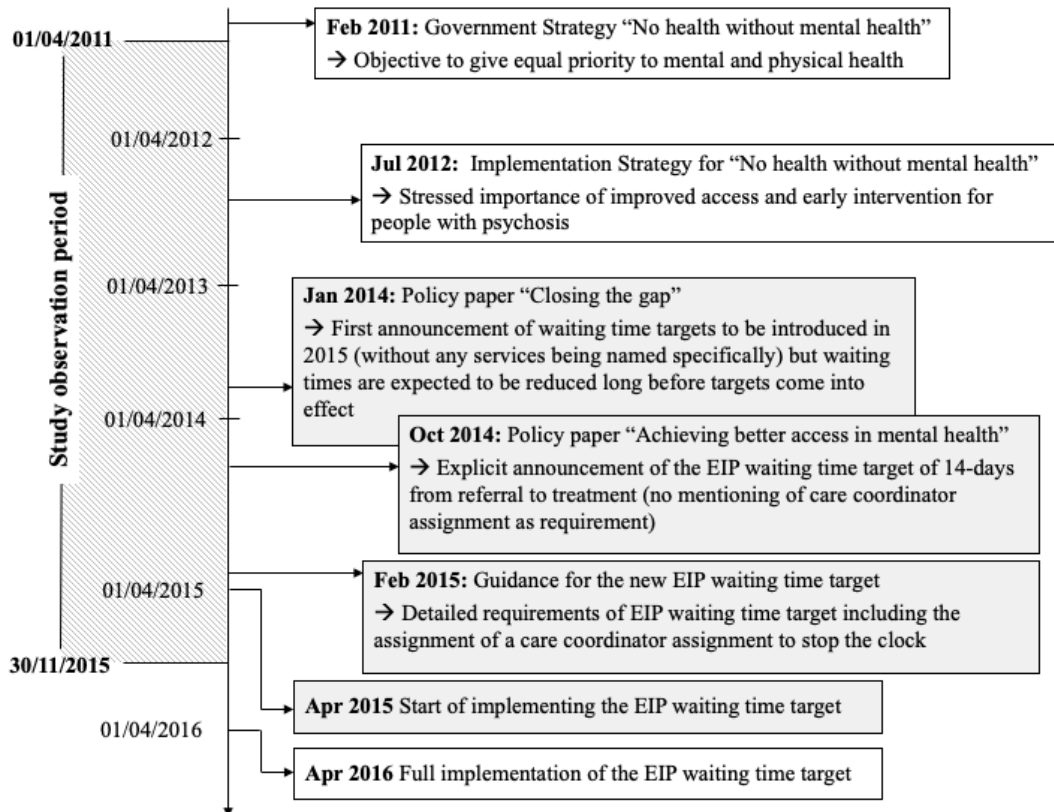 Feb 2011: Government Strategy “No health without mental health”
→ Objective to give equal priority to mental and physical health
01/04/2011
01/04/2012
Jul 2012: Implementation Strategy for “No health without mental health”
→ Stressed importance of improved access and early intervention for
people with psychosis
Study observation period
01/04/2013
Jan 2014: Policy paper “Closing the gap”
→ First announcement of waiting time targets to be introduced in
2015 (without any services being named specifically) but waiting
times are expected to be reduced long before targets come into
effect
01/04/2014
Oct 2014: Policy paper “Achieving better access in mental health”
→ Explicit announcement of the EIP waiting time target of 14-days
from referral to treatment (no mentioning of care coordinator
assignment as requirement)
Feb 2015: Guidance for the new EIP waiting time target
→ Detailed requirements of EIP waiting time target including the
assignment of a care coordinator assignment to stop the clock
01/04/2015
30/11/2015
Apr 2015 Start of implementing the EIP waiting time target
01/04/2016
Apr 2016 Full implementation of the EIP waiting time target